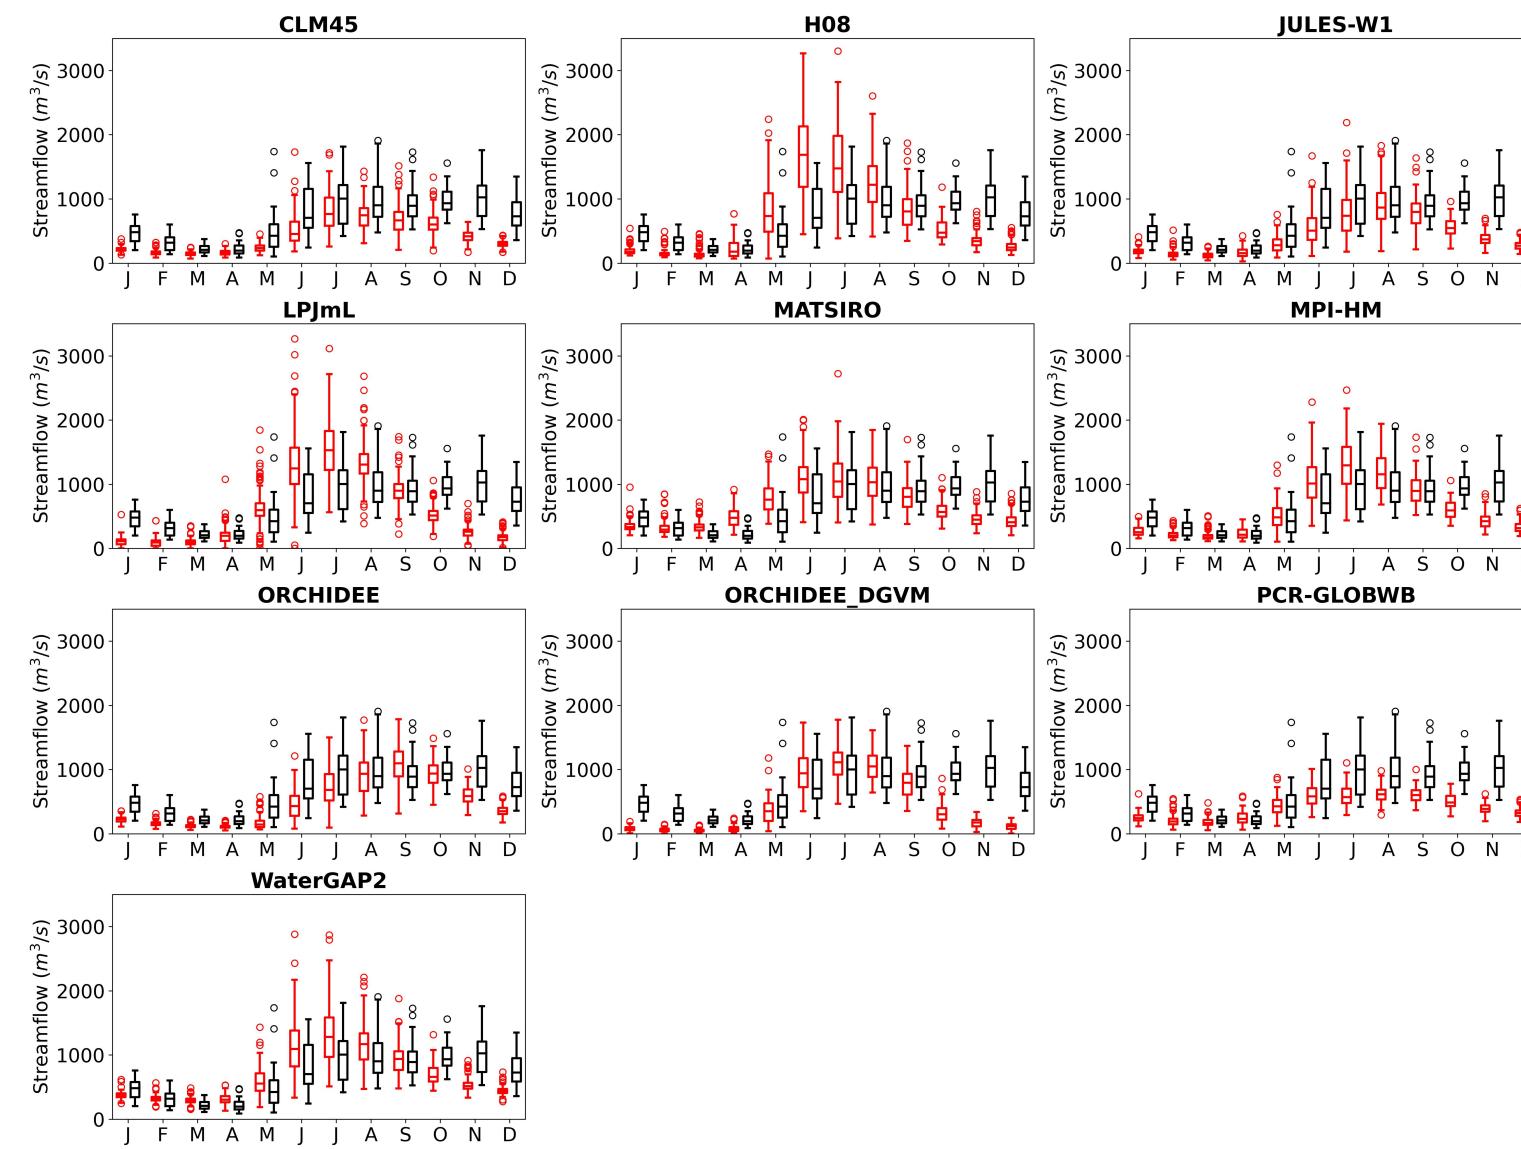 CLM45
H08
JULES-W1
Streamflow (m³/s)
3000
2000
1000
0
J F M A M J J A S O N D
Streamflow (m³/s)
3000
2000
1000
0
J F M A M J J A S O N D
Streamflow (m³/s)
3000
2000
1000
0
J F M A M J J A S O N
LPJmL
MATSIRO
MPI-HM
Streamflow (m³/s)
3000
2000
1000
0
J F M A M J J A S O N D
Streamflow (m³/s)
3000
2000
1000
0
J F M A M J J A S O N D
Streamflow (m³/s)
3000
2000
1000
0
J F M A M J J A S O N
ORCHIDEE
ORCHIDEE_DGVM
PCR-GLOBWB
Streamflow (m³/s)
3000
2000
1000
0
J F M A M J J A S O N D
Streamflow (m³/s)
3000
2000
1000
0
J F M A M J J A S O N D
Streamflow (m³/s)
3000
2000
1000
0
J F M A M J J A S O N
WaterGAP2
Streamflow (m³/s)
3000
2000
1000
0
J F M A M J J A S O N D